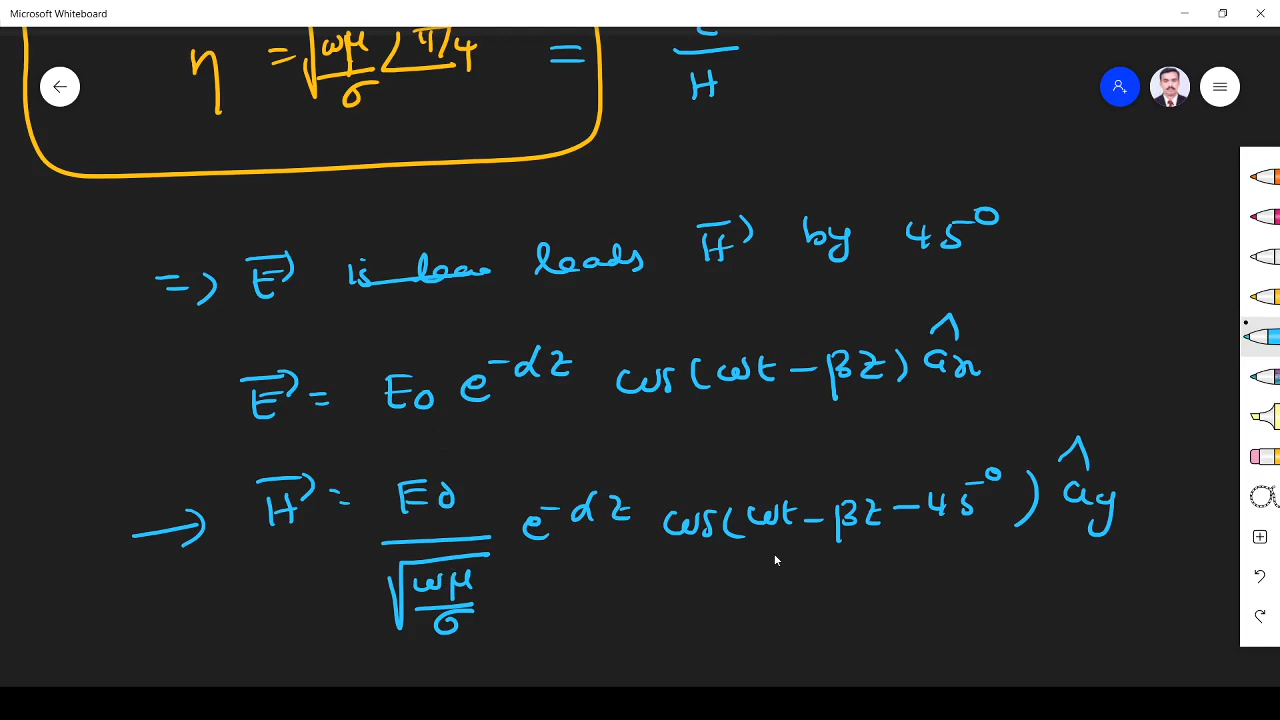 Microsoft Whiteboard
η = √(ωμ/σ) ∠π/4 = /H
=> E⃗ is lea leads H⃗ by 45°
E⃗ = E0 e^-αz cos(ωt - βz) âx
→ H⃗ = E0/√(ωμ/σ) e^-αz cos(ωt - βz - 45°) ây